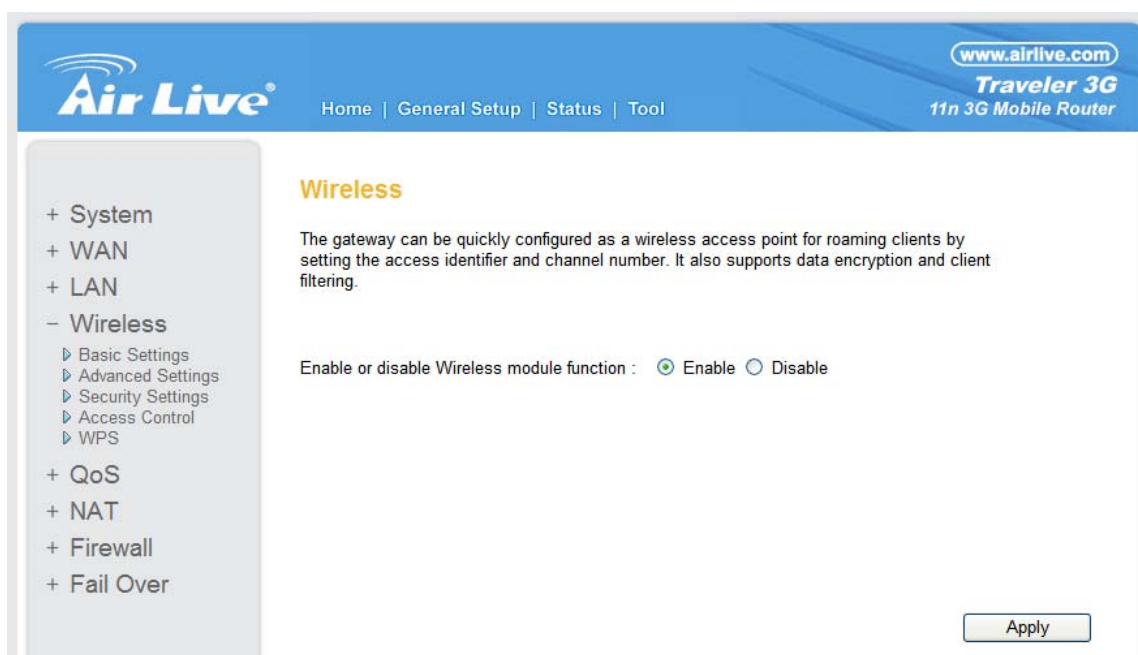 Air Live®
Home | General Setup | Status | Tool
www.airlive.com
Traveler 3G
11n 3G Mobile Router
+ System
+ WAN
+ LAN
− Wireless
Basic Settings
Advanced Settings
Security Settings
Access Control
WPS
+ QoS
+ NAT
+ Firewall
+ Fail Over
Wireless
The gateway can be quickly configured as a wireless access point for roaming clients by
setting the access identifier and channel number. It also supports data encryption and client
filtering.
Enable or disable Wireless module function : Enable Disable
Apply